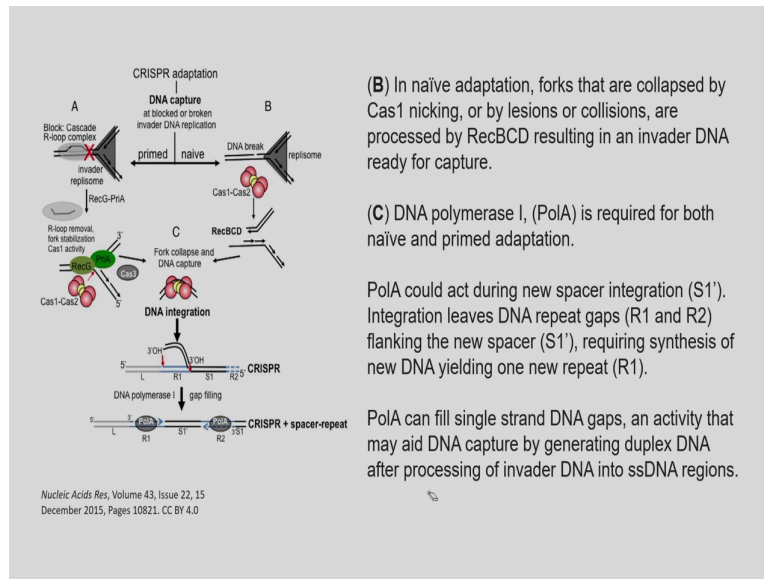 CRISPR adaptation
A
DNA capture
at blocked or broken
invader DNA replication
B
Block: Cascade
R-loop complex
primed
naive
DNA break
replisome
invader
replisome
Cas1-Cas2
RecG-PriA
R-loop removal,
fork stabilization
Cas1 activity
3'
C
RecBCD
Fork collapse and
DNA capture
PriA
RecG
Cas3
Cas1-Cas2
5'
DNA integration
3'OH
3'OH
5'
CRISPR
L
R1
S1
R2
5'
DNA polymerase I
gap filling
5'
3'
PolA
PolA
CRISPR + spacer-repeat
L
R1
S1'
R2
3'
S1
(B) In naïve adaptation, forks that are collapsed by
Cas1 nicking, or by lesions or collisions, are
processed by RecBCD resulting in an invader DNA
ready for capture.
(C) DNA polymerase I, (PolA) is required for both
naïve and primed adaptation.
PolA could act during new spacer integration (S1').
Integration leaves DNA repeat gaps (R1 and R2)
flanking the new spacer (S1'), requiring synthesis of
new DNA yielding one new repeat (R1).
PolA can fill single strand DNA gaps, an activity that
may aid DNA capture by generating duplex DNA
after processing of invader DNA into ssDNA regions.
Nucleic Acids Res, Volume 43, Issue 22, 15
December 2015, Pages 10821. CC BY 4.0